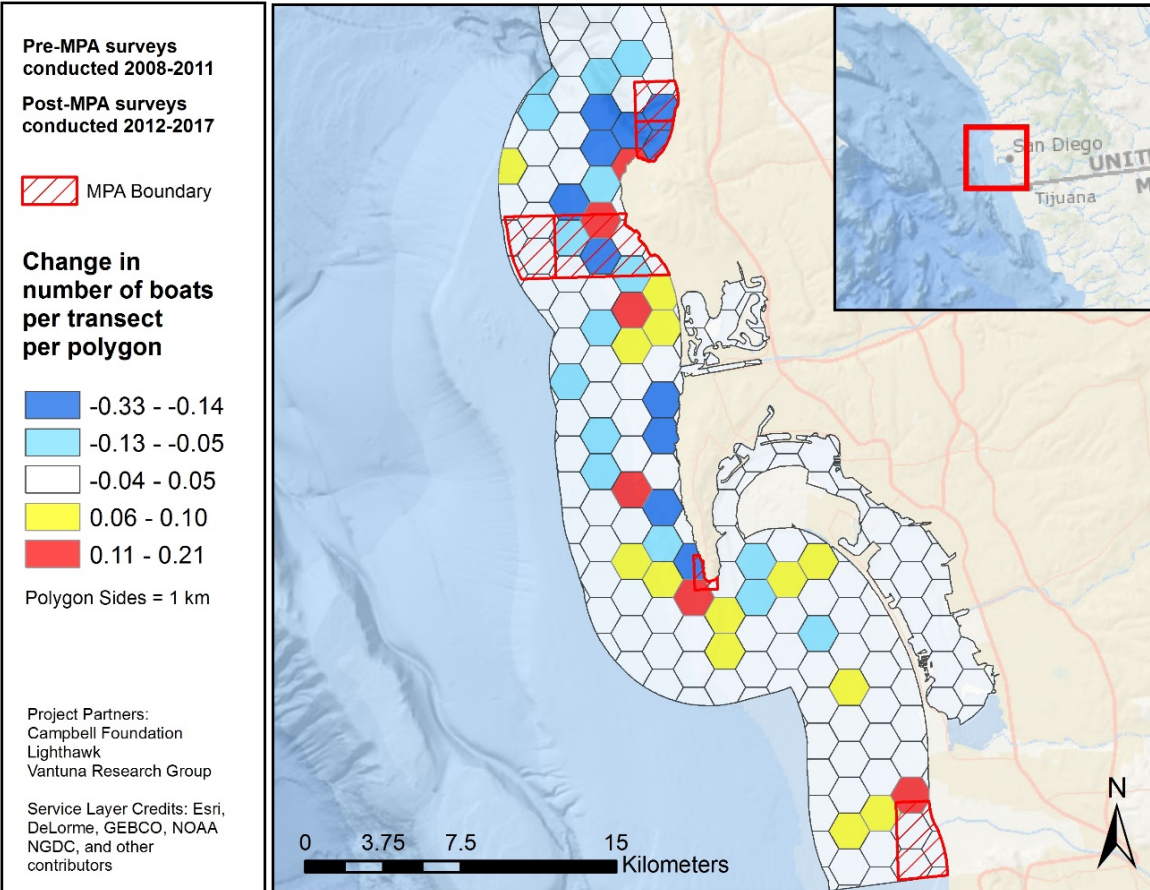 Pre-MPA surveys
conducted 2008-2011
Post-MPA surveys
conducted 2012-2017
MPA Boundary
Change in
number of boats
per transect
per polygon
-0.33 - -0.14
-0.13 - -0.05
-0.04 - 0.05
0.06 - 0.10
0.11 - 0.21
Polygon Sides = 1 km
Project Partners:
Campbell Foundation
Lighthawk
Vantuna Research Group
Service Layer Credits: Esri,
DeLorme, GEBCO, NOAA
NGDC, and other
contributors
San Diego
UNIT
Tijuana
M
0 3.75 7.5 15
Kilometers
N